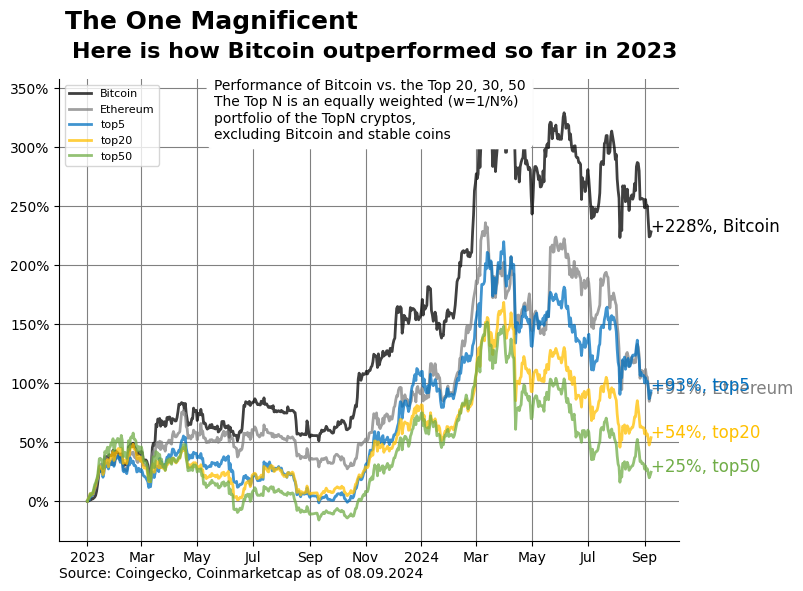 The One Magnificent
Here is how Bitcoin outperformed so far in 2023
350%
300%
250%
200%
150%
100%
50%
0%
Bitcoin
Ethereum
top5
top20
top50
Performance of Bitcoin vs. the Top 20, 30, 50
The Top N is an equally weighted (w=1/N%)
portfolio of the TopN cryptos,
excluding Bitcoin and stable coins
+228%, Bitcoin
+93%, top5
+91%, Ethereum
+54%, top20
+25%, top50
2023 Mar May Jul Sep Nov 2024 Mar May Jul Sep
Source: Coingecko, Coinmarketcap as of 08.09.2024